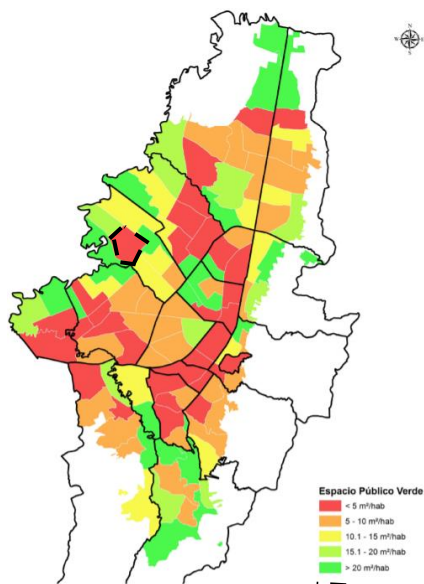 N
W
E
S
Espacio Público Verde
< 5 m²/hab
5 - 10 m²/hab
10.1 - 15 m²/hab
15.1 - 20 m²/hab
> 20 m²/hab